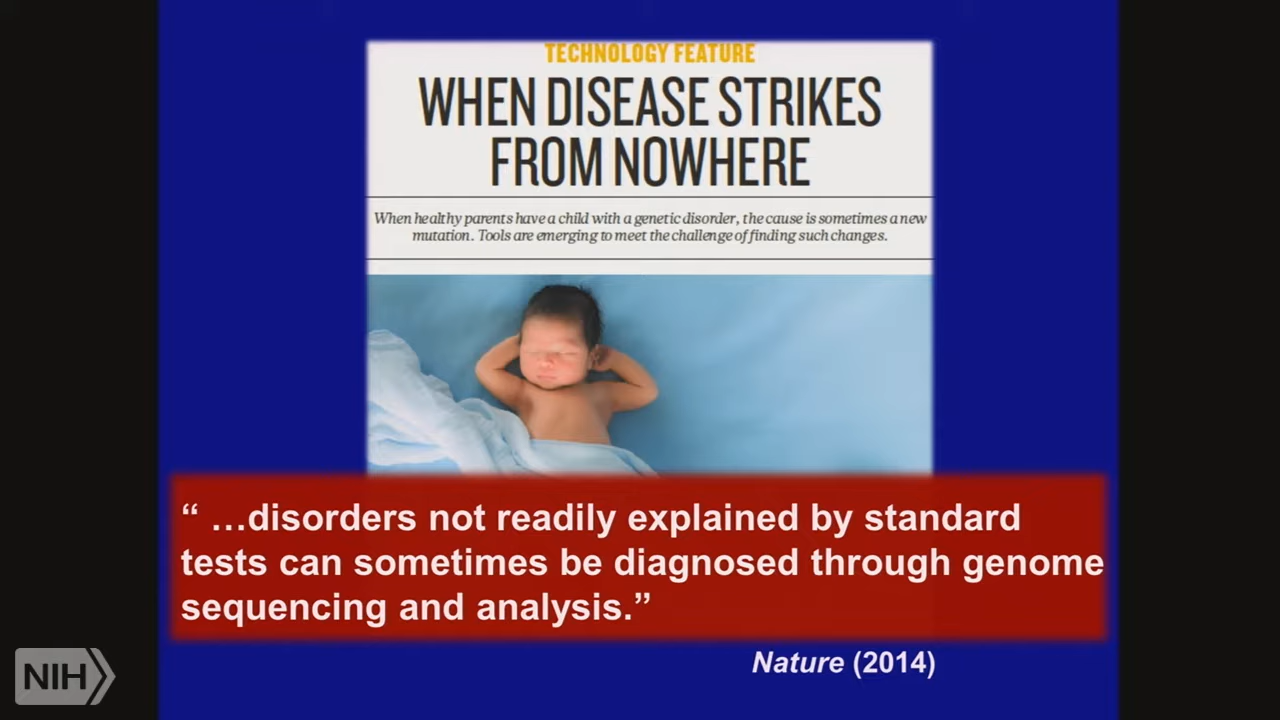 TECHNOLOGY FEATURE
WHEN DISEASE STRIKES
FROM NOWHERE
When healthy parents have a child with a genetic disorder, the cause is sometimes a new
mutation. Tools are emerging to meet the challenge of finding such changes.
“ …disorders not readily explained by standard
tests can sometimes be diagnosed through genome
sequencing and analysis.”
Nature (2014)
NIH